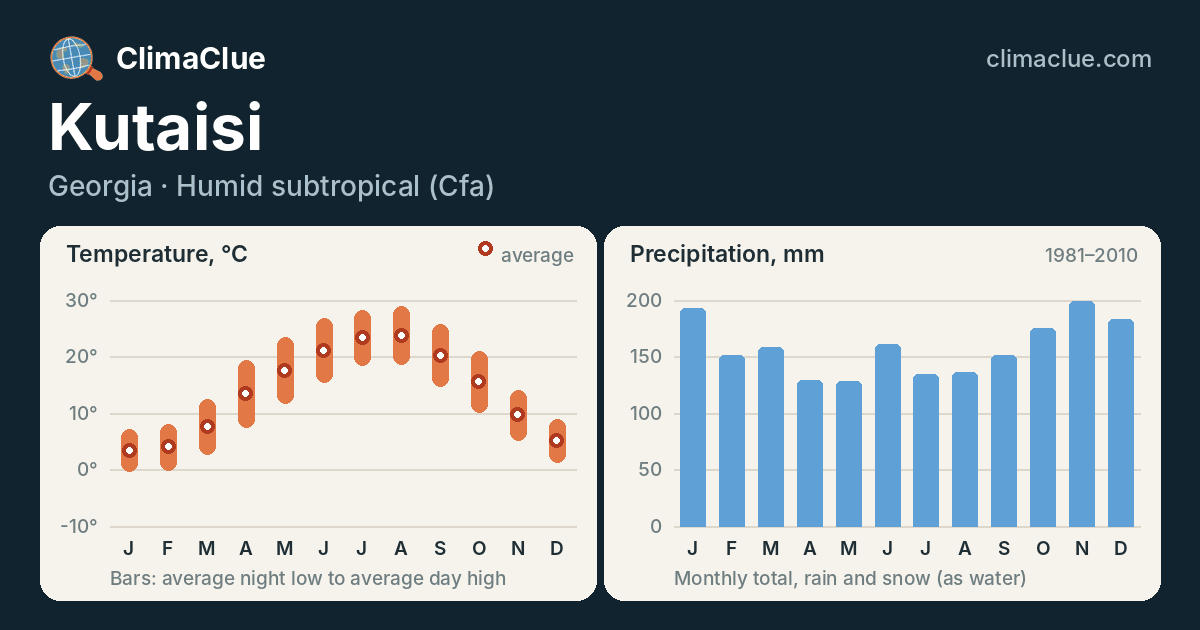 ClimaClue
climaclue.com
Kutaisi
Georgia · Humid subtropical (Cfa)
Temperature, °C
average
30°
20°
10°
0°
-10°
J F M A M J J A S O N D
Bars: average night low to average day high
Precipitation, mm
1981–2010
200
150
100
50
0
J F M A M J J A S O N D
Monthly total, rain and snow (as water)